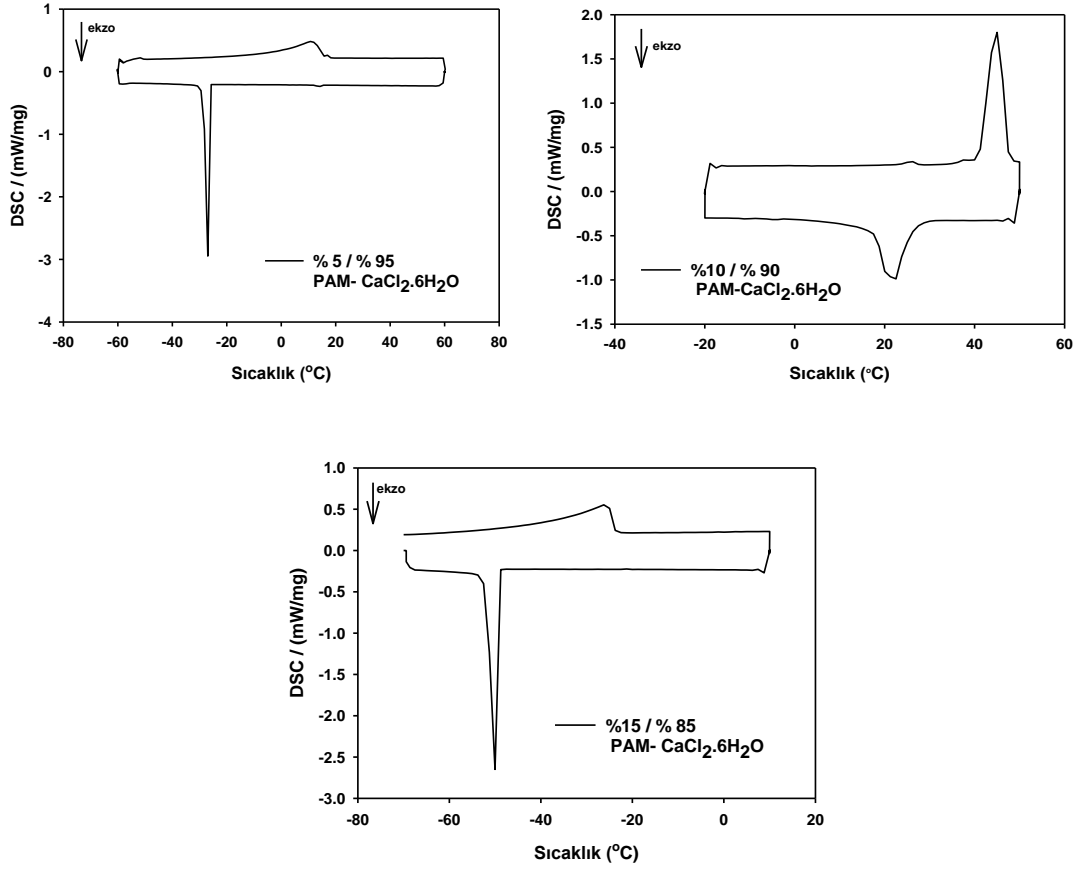 ekzo
DSC / (mW/mg)
1
0
-1
-2
-3
-4
-80 -60 -40 -20 0 20 40 60 80
Sıcaklık (oC)
% 5 / % 95
PAM- CaCl2.6H2O
ekzo
DSC / (mW/mg)
2.0
1.5
1.0
0.5
0.0
-0.5
-1.0
-1.5
-40 -20 0 20 40 60
Sıcaklık (°C)
%10 / % 90
PAM-CaCl2.6H2O
ekzo
DSC / (mW/mg)
1.0
0.5
0.0
-0.5
-1.0
-1.5
-2.0
-2.5
-3.0
-80 -60 -40 -20 0 20
Sıcaklık (oC)
%15 / % 85
PAM- CaCl2.6H2O